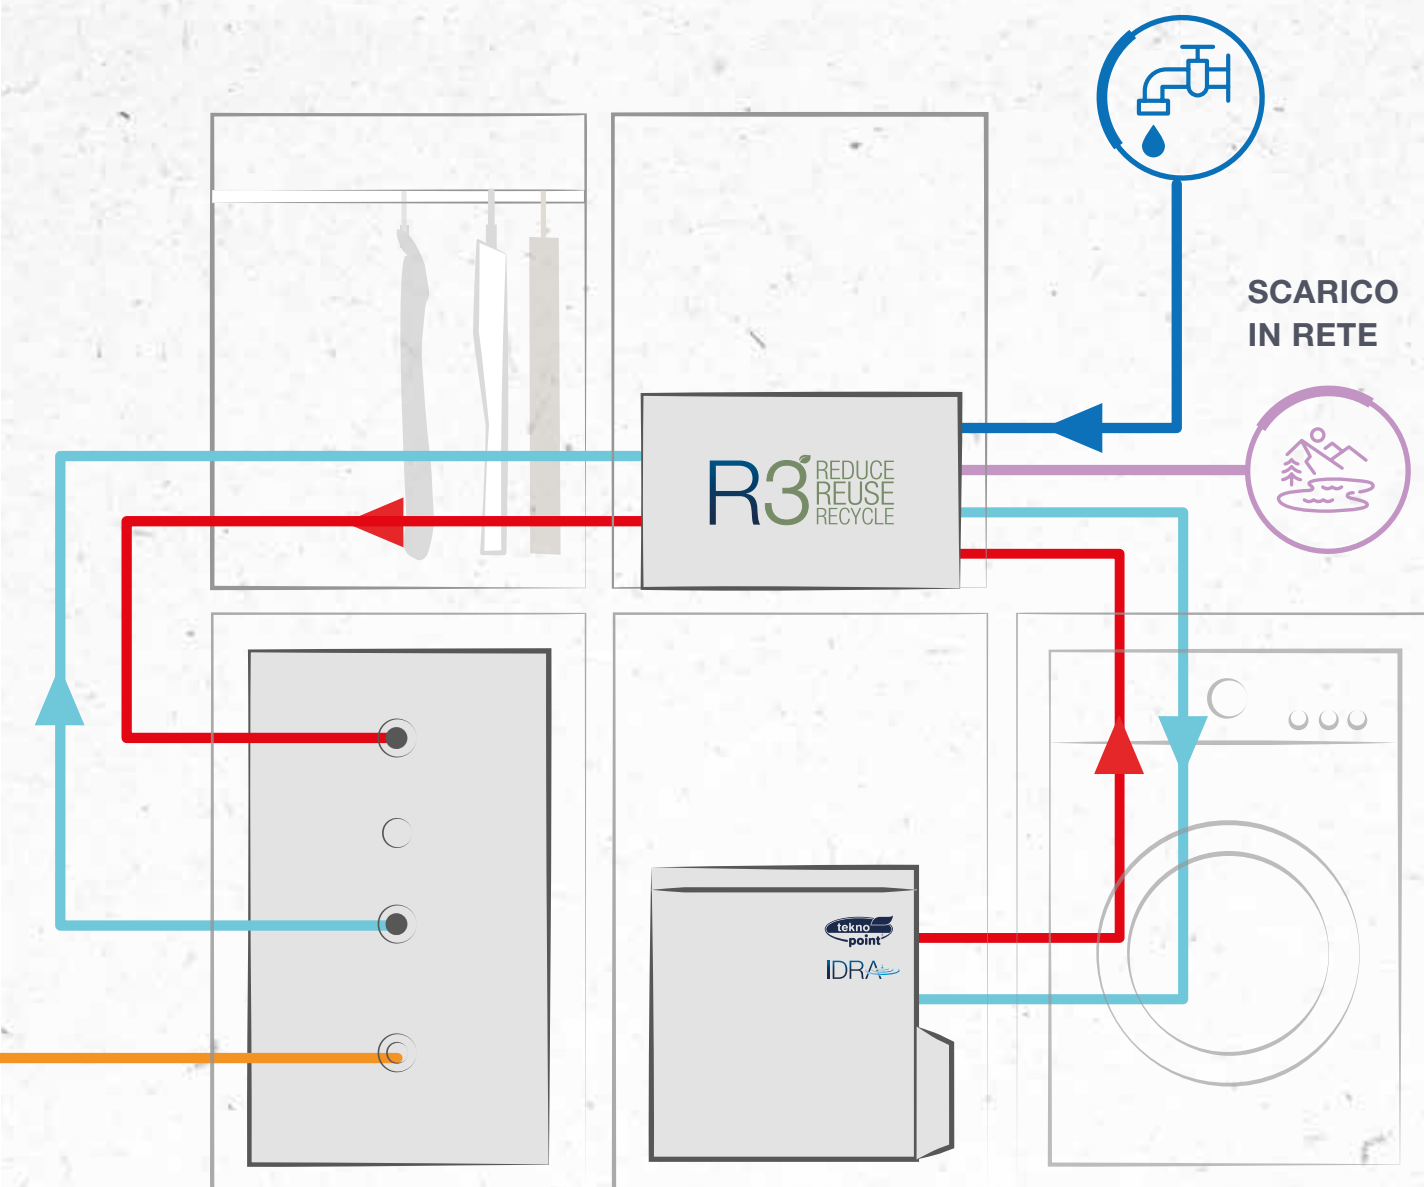 SCARICO
IN RETE
R3 REDUCE
REUSE
RECYCLE
tekno
point
IDRA